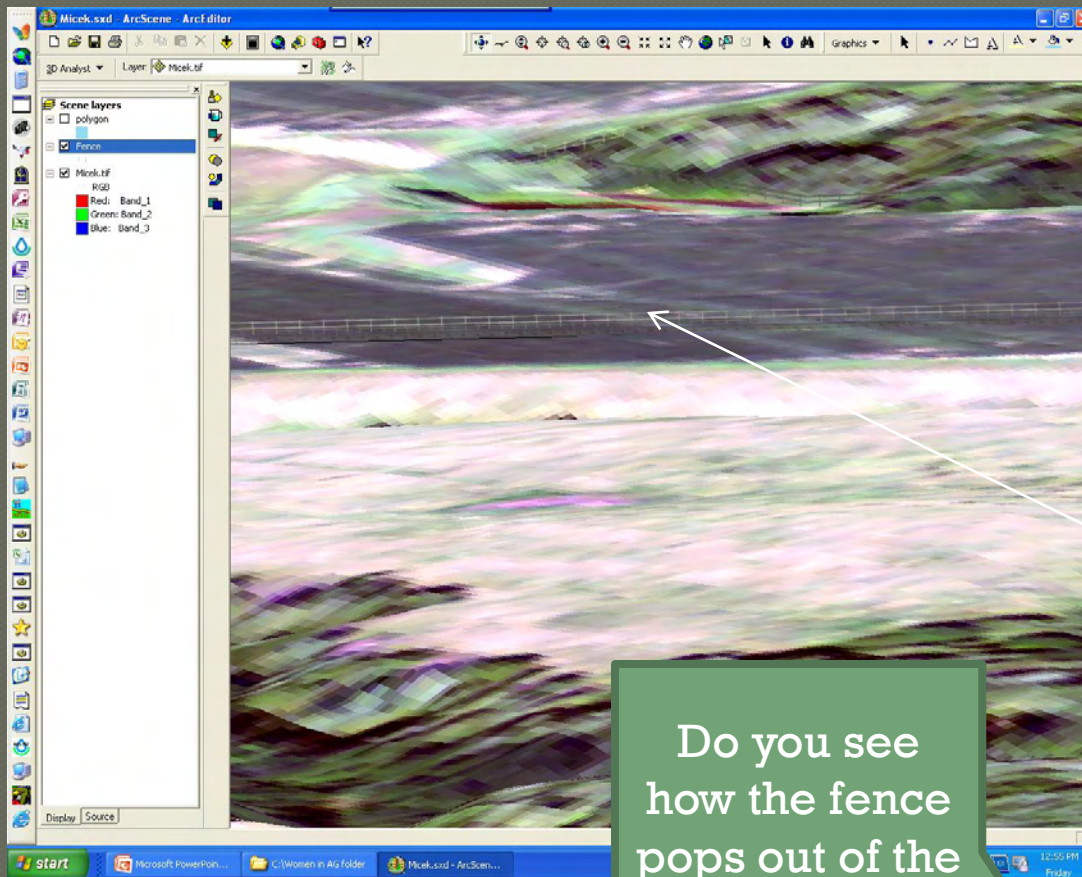 Micek.sxd - ArcScene - ArcEditor
Graphics
3D Analyst Layer: Micek.tif
Scene layers
polygon
Fence
Micek.tif
RGB
Red: Band_1
Green: Band_2
Blue: Band_3
Do you see
how the fence
pops out of the
Display Source
start Microsoft PowerPoin... C:\Women in AG folder Micek.sxd - ArcScen... 12:55 PM
Friday